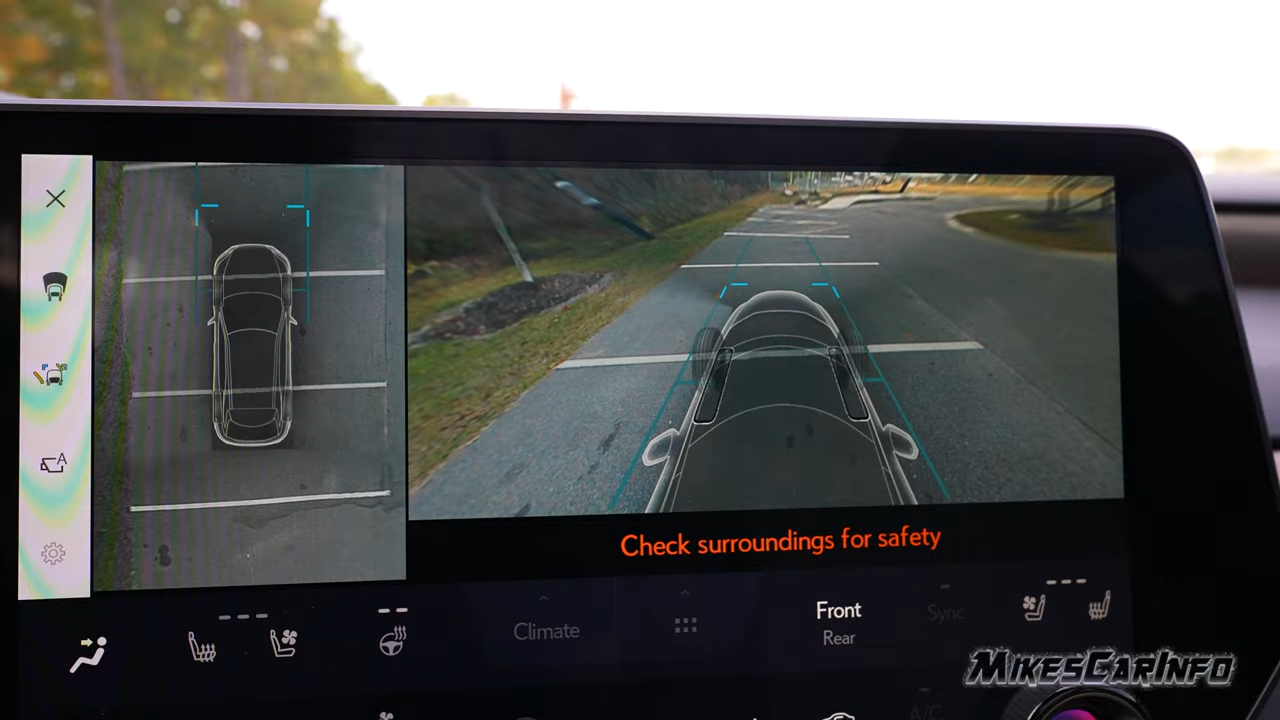 A
Check surroundings for safety
Climate
Front
Rear
Sync
A/C
MIKESCARINFO